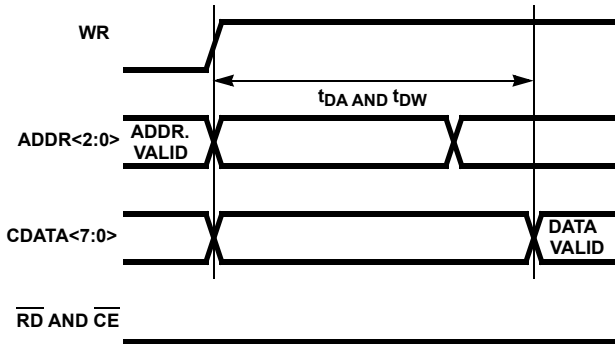 WR
tDA AND tDW
ADDR<2:0>
ADDR.
VALID
CDATA<7:0>
DATA
VALID
RD AND CE